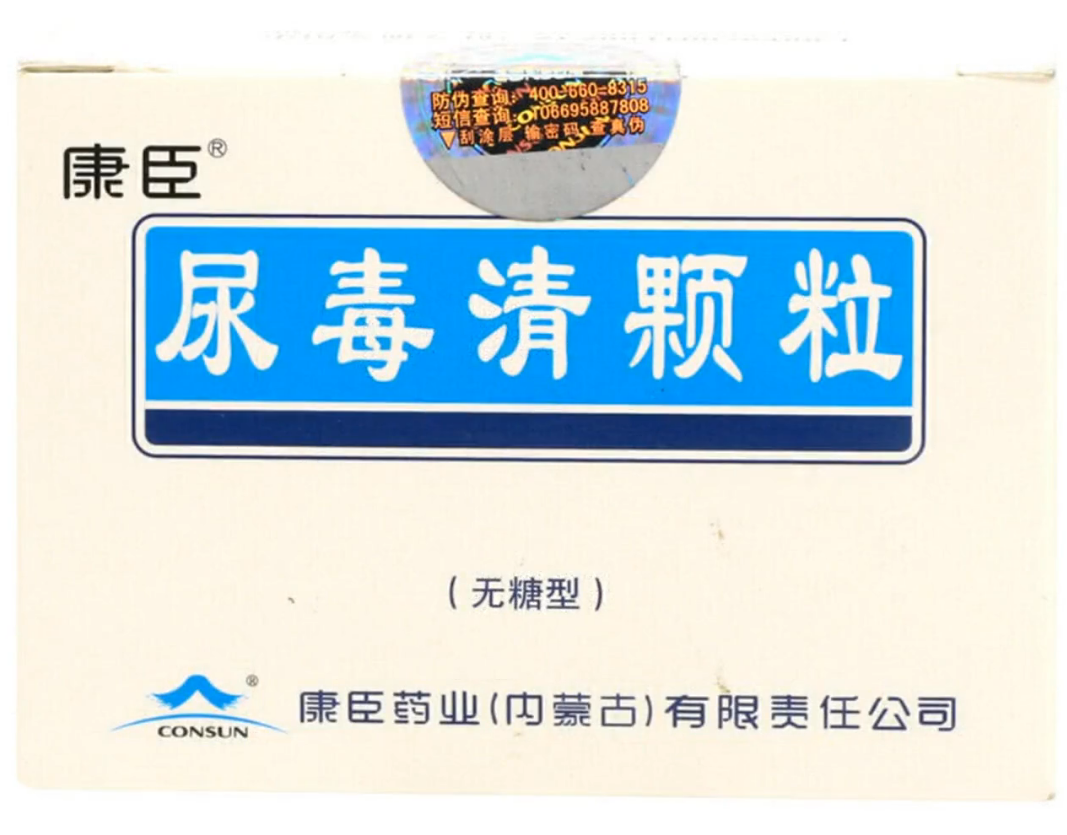 防伪查询:400-660-8315
短信查询:106695887808
▼刮涂层 输密码 查真伪
康臣®
尿毒清颗粒
(无糖型)
®
CONSUN
康臣药业(内蒙古)有限责任公司